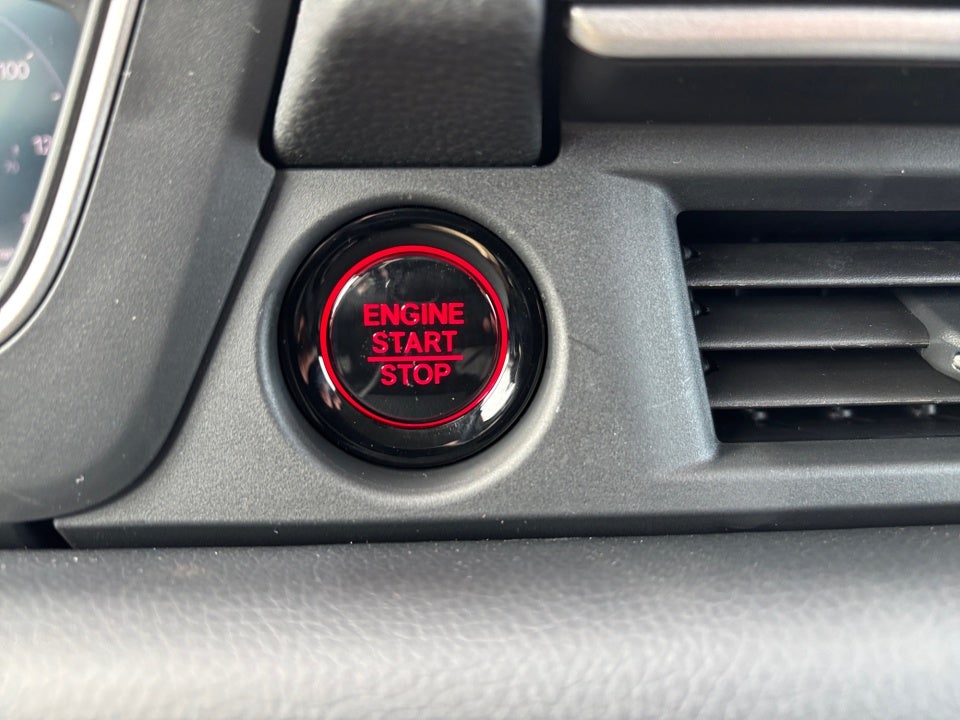 100
ENGINE
START
STOP